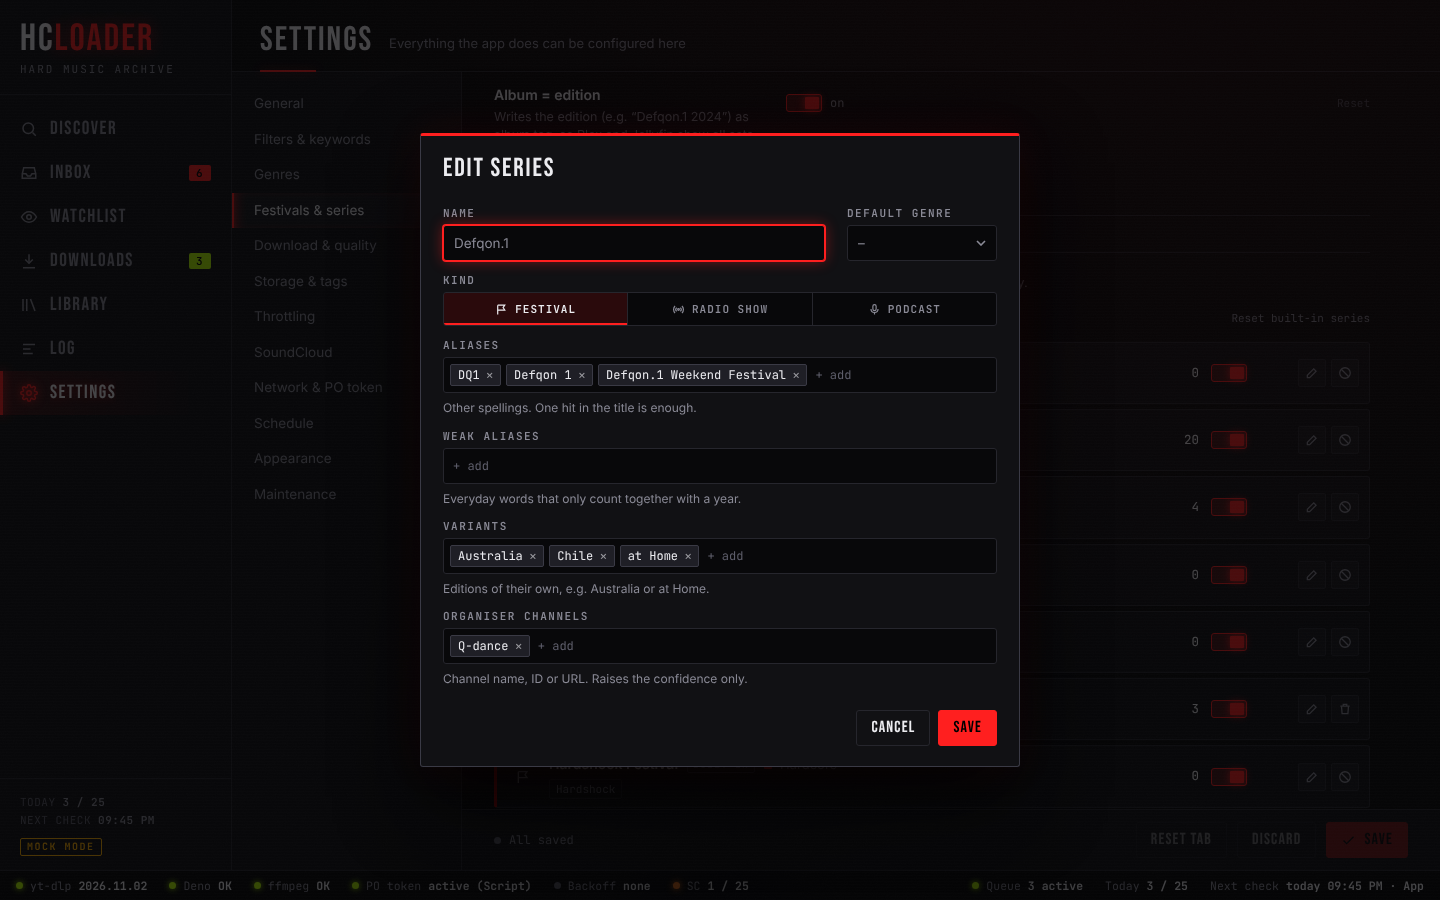 HCLOADER
HARD MUSIC ARCHIVE
DISCOVER
INBOX 6
WATCHLIST
DOWNLOADS 3
LIBRARY
LOG
SETTINGS
TODAY 3 / 25
NEXT CHECK 09:45 PM
MOCK MODE
SETTINGS
Everything the app does can be configured here
General
Filters & keywords
Genres
Festivals & series
Download & quality
Storage & tags
Throttling
SoundCloud
Network & PO token
Schedule
Appearance
Maintenance
Album = edition
on
Reset
Writes the edition (e.g. "Defqon.1 2024") as
EDIT SERIES
NAME
Defqon.1
DEFAULT GENRE
–
KIND
FESTIVAL
RADIO SHOW
PODCAST
ALIASES
DQ1 × Defqon 1 × Defqon.1 Weekend Festival × + add
Other spellings. One hit in the title is enough.
WEAK ALIASES
+ add
Everyday words that only count together with a year.
VARIANTS
Australia × Chile × at Home × + add
Editions of their own, e.g. Australia or at Home.
ORGANISER CHANNELS
Q-dance × + add
Channel name, ID or URL. Raises the confidence only.
CANCEL
SAVE
Reset built-in series
0
20
4
0
0
3
0
Hardshock
All saved
RESET TAB
DISCARD
SAVE
yt-dlp 2026.11.02
Deno OK
ffmpeg OK
PO token active (Script)
Backoff none
SC 1 / 25
Queue 3 active
Today 3 / 25
Next check today 09:45 PM · App